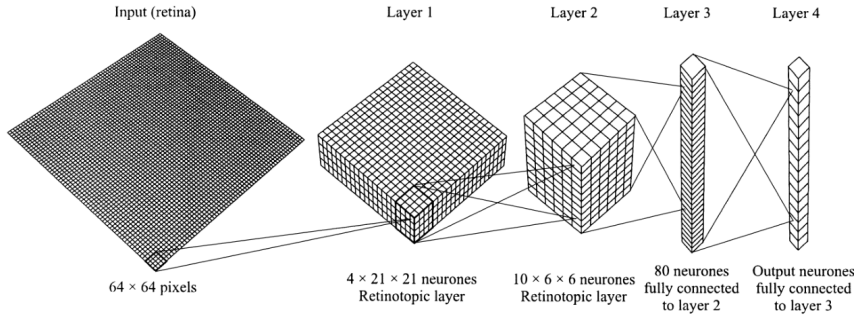 Input (retina)
Layer 1
Layer 2
Layer 3
Layer 4
64 × 64 pixels
4 × 21 × 21 neurones
Retinotopic layer
10 × 6 × 6 neurones
Retinotopic layer
80 neurones
fully connected
to layer 2
Output neurones
fully connected
to layer 3